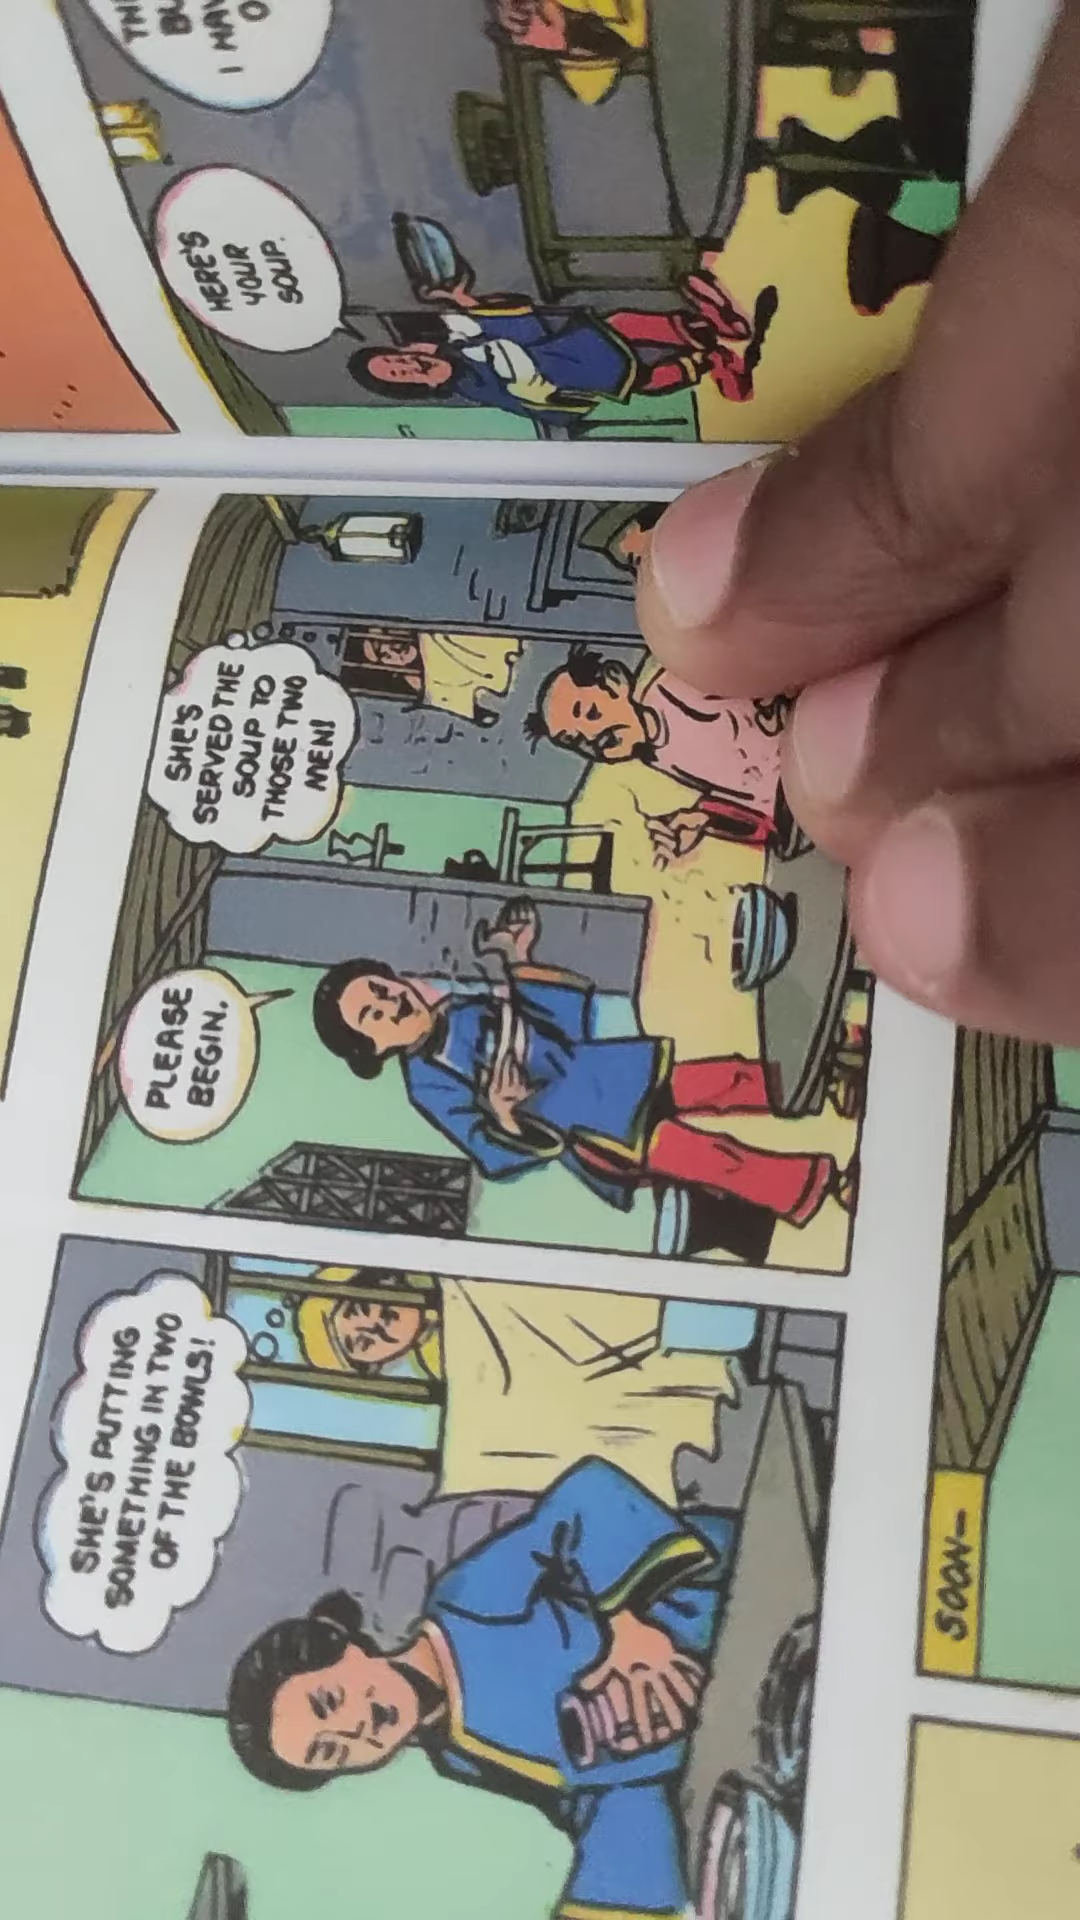 SHE'S PUTTING
SOMETHING IN TWO
OF THE BOWLS!
PLEASE
BEGIN.
SHE'S
SERVED THE
SOUP TO
THOSE TWO
MEN!
HERE'S
YOUR
SOUP.
I
SOON—